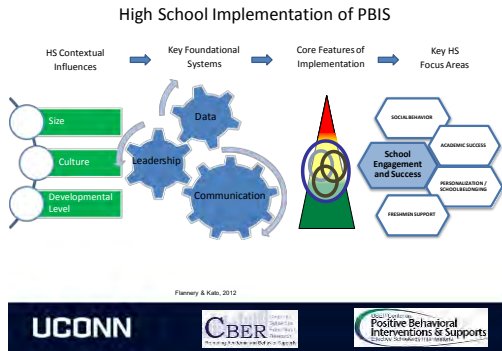 High School Implementation of PBIS
HS Contextual
Influences
Key Foundational
Systems
Core Features of
Implementation
Key HS
Focus Areas
Size
Culture
Developmental
Level
Data
Leadership
Communication
SOCIAL BEHAVIOR
ACADEMIC SUCCESS
School
Engagement
and Success
PERSONALIZATION /
SCHOOL BELONGING
FRESHMEN SUPPORT
Flannery & Kato, 2012
UCONN
CBER
Positive Behavioral
Interventions & Supports